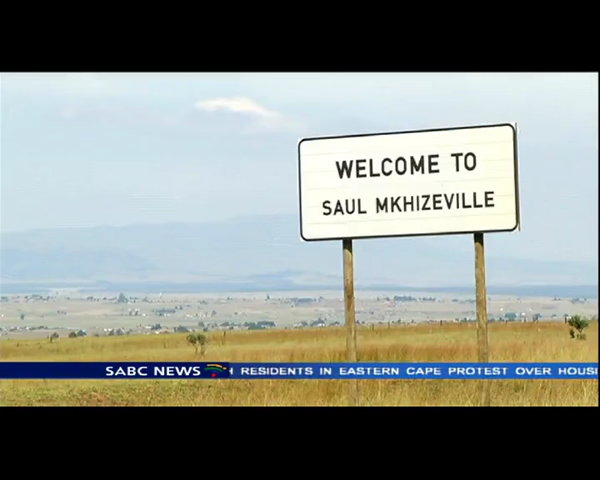 WELCOME TO
SAUL MKHIZEVILLE
SABC NEWS RESIDENTS IN EASTERN CAPE PROTEST OVER